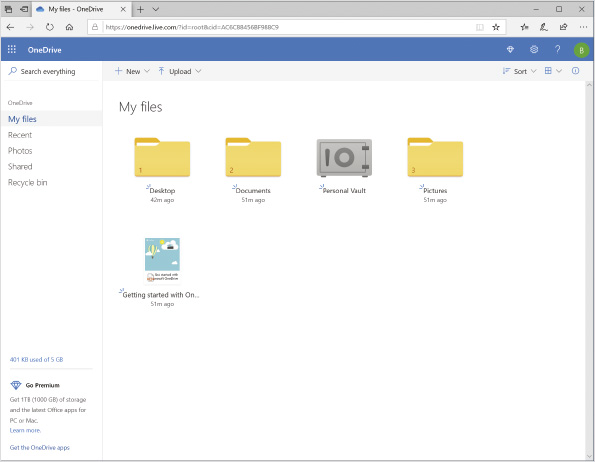 My files - OneDrive
https://onedrive.live.com/?id=root&cid=AC6CBB456BF988C9
OneDrive
B
Search everything
New
Upload
Sort
OneDrive
My files
Recent
Photos
Shared
Recycle bin
My files
1
2
3
Desktop
Documents
Personal Vault
Pictures
42m ago
51m ago
51m ago
Getting started with On...
51m ago
401 KB used of 5 GB
Go Premium
Get 1TB (1000 GB) of storage
and the latest Office apps for
PC or Mac.
Learn more.
Get the OneDrive apps